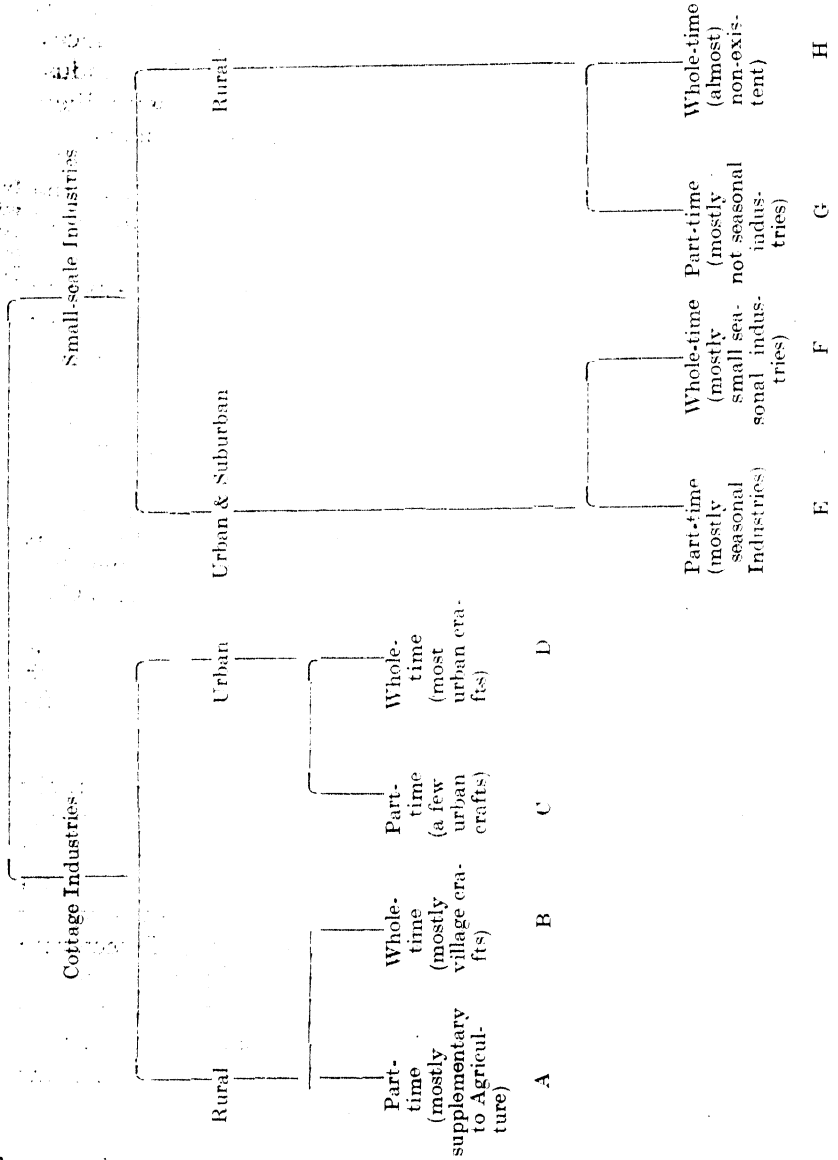 Cottage Industries
Small-scale Industries
Rural
Urban
Urban & Suburban
Rural
Part-
time
(mostly
supplementary
to Agricul-
ture)
A
Whole-
time
(mostly
village cra-
fts)
B
Part-
time
(a few
urban
crafts)
C
Whole-
time
(most
urban cra-
fts)
D
Part-time
(mostly
seasonal
Industries)
E
Whole-time
(mostly
small sea-
sonal indus-
tries)
F
Part-time
(mostly
not seasonal
indus-
tries)
G
Whole-time
(almost)
non-exis-
tent)
H